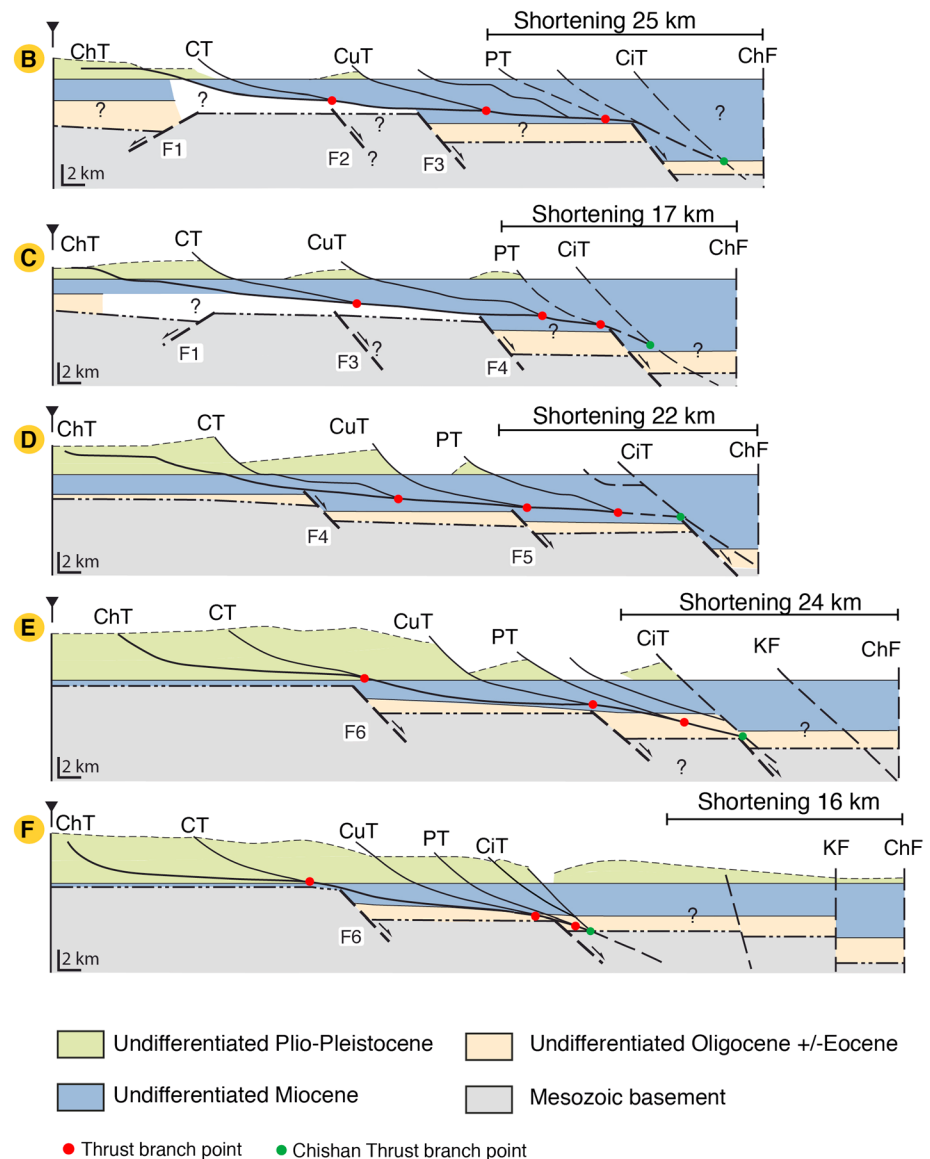 Shortening 25 km
B
ChT
CT
CuT
PT
CiT
ChF
?
?
?
?
?
?
F1
F2
F3
2 km
Shortening 17 km
C
ChT
CT
CuT
PT
CiT
ChF
?
?
?
?
F1
F3
F4
2 km
Shortening 22 km
D
ChT
CT
CuT
PT
CiT
ChF
F4
F5
2 km
Shortening 24 km
E
ChT
CT
CuT
PT
CiT
KF
ChF
?
?
F6
2 km
Shortening 16 km
F
ChT
CT
CuT
PT
CiT
KF
ChF
?
F6
2 km
Undifferentiated Plio-Pleistocene
Undifferentiated Oligocene +/-Eocene
Undifferentiated Miocene
Mesozoic basement
Thrust branch point
Chishan Thrust branch point